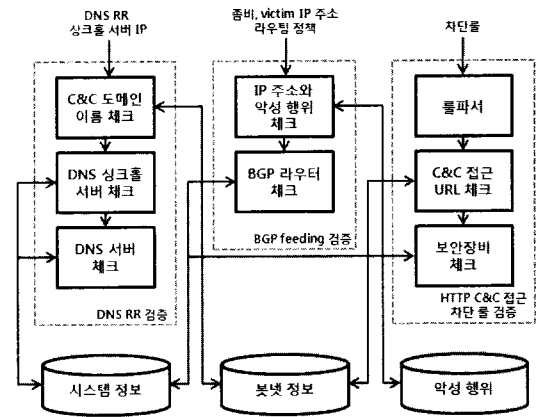 DNS RR
싱크홀 서버 IP
좀비, victim IP 주소
라우팅 정책
차단룰
C&C 도메인
이름 체크
DNS 싱크홀
서버 체크
DNS 서버
체크
DNS RR 검증
IP 주소와
악성 행위
체크
BGP 라우터
체크
BGP feeding 검증
룰파서
C&C 접근
URL 체크
보안장비
체크
HTTP C&C 접근
차단 룰 검증
시스템 정보
봇넷 정보
악성 행위